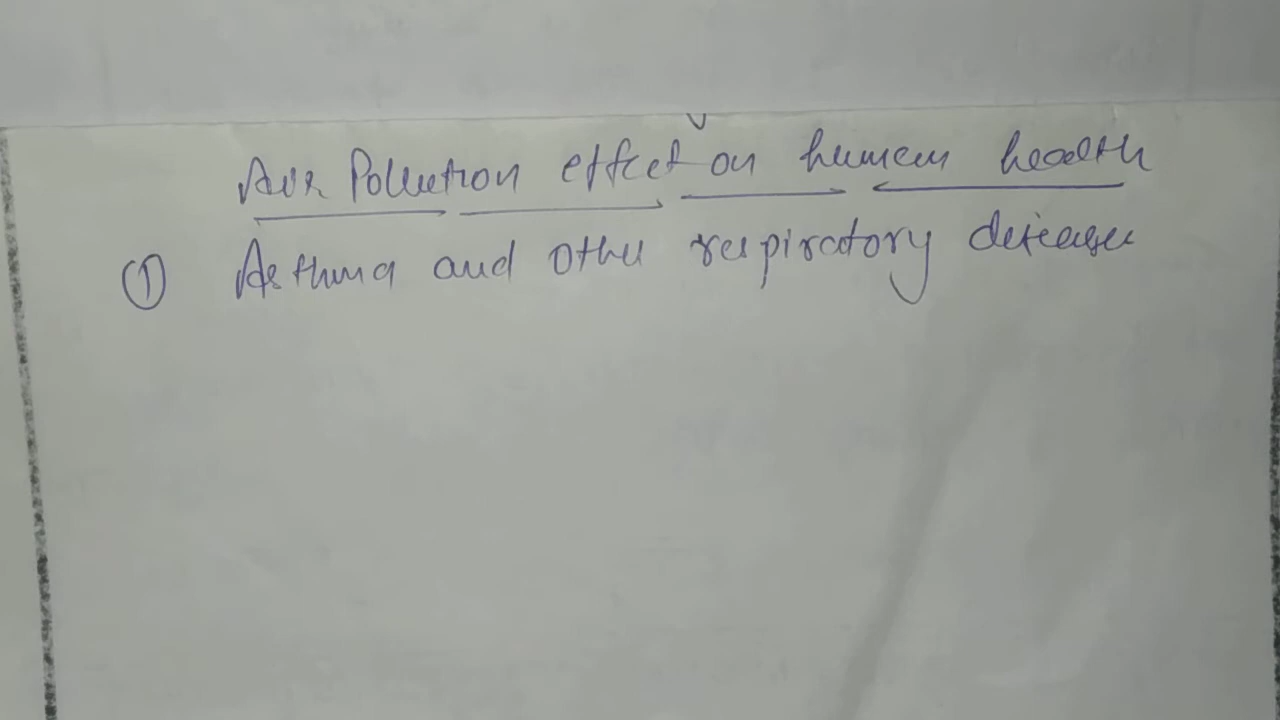 Air Pollution effect on human health
① Asthma and other respiratory diseases